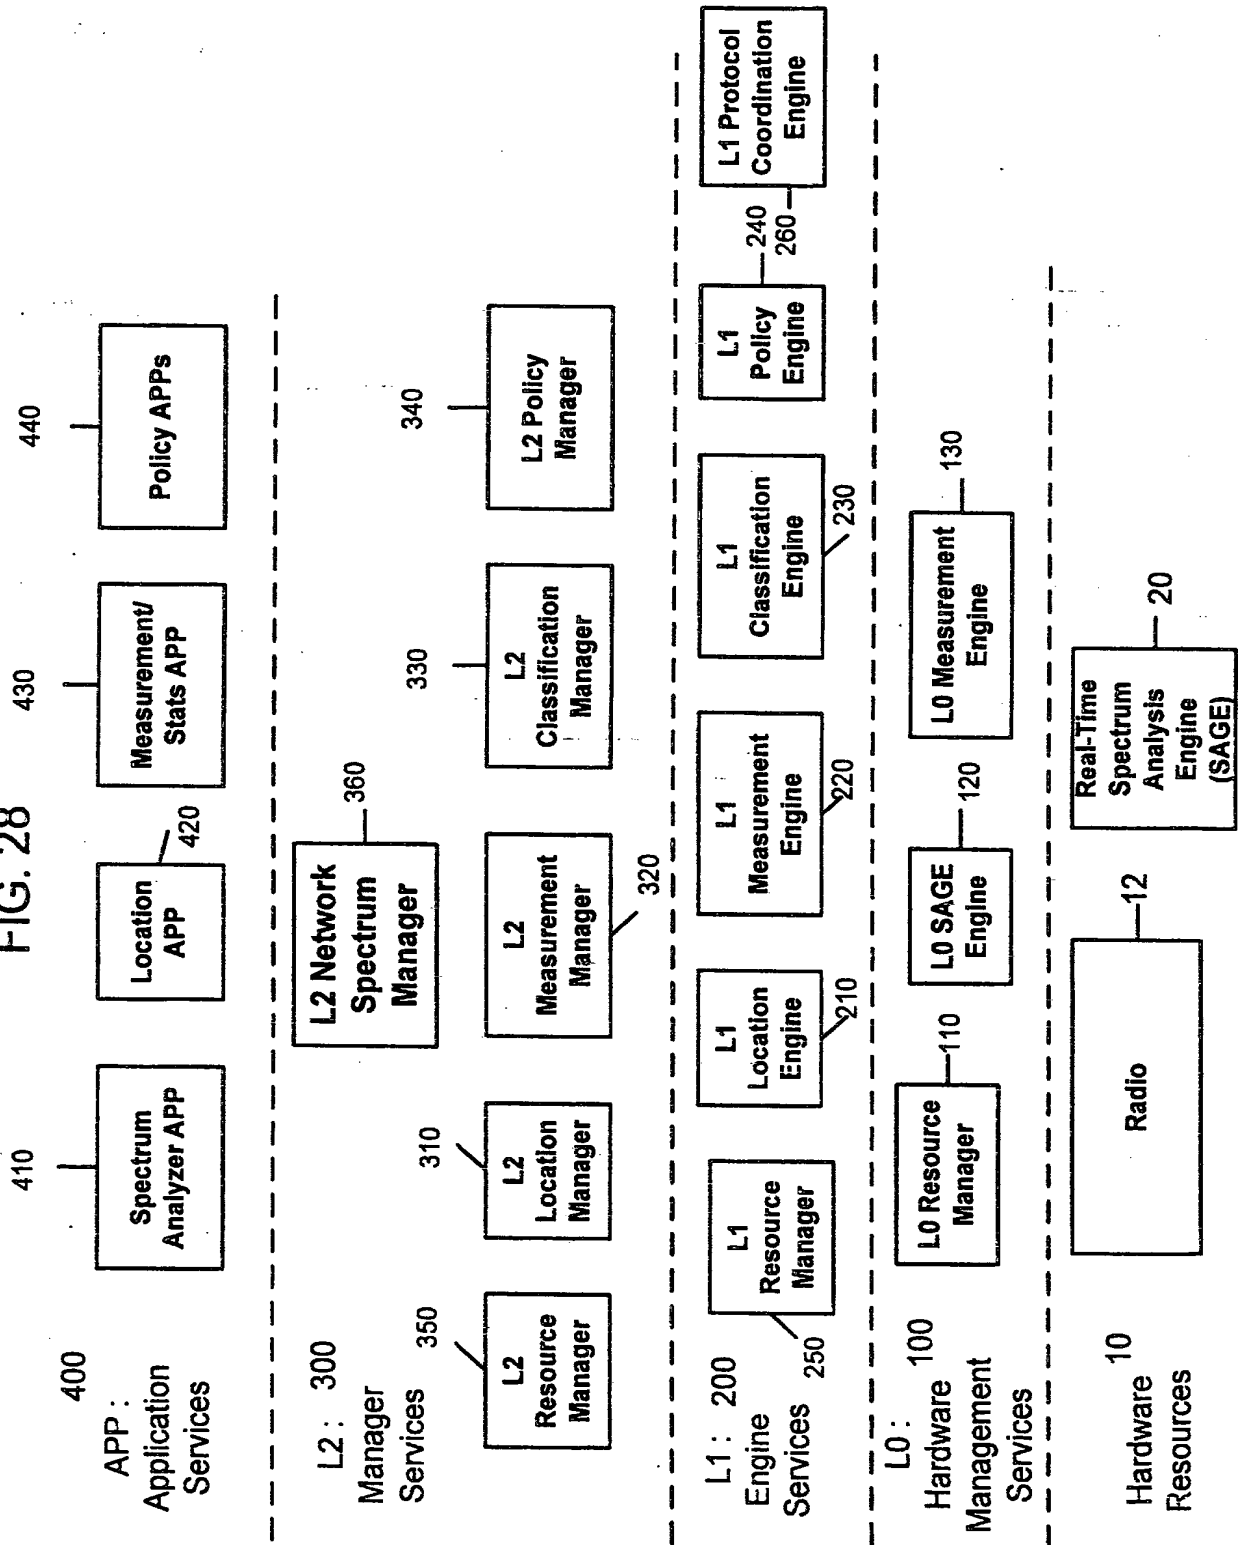 FIG. 28
400
APP :
Application
Services
410
Spectrum
Analyzer APP
Location
APP
420
430
Measurement/
Stats APP
440
Policy APPs
L2 : 300
Manager
Services
L2 Network
Spectrum
Manager
360
350
L2
Resource
Manager
310
L2
Location
Manager
L2
Measurement
Manager
320
330
L2
Classification
Manager
340
L2 Policy
Manager
L1 : 200
Engine
Services
L1
Resource
Manager
250
L1
Location
Engine
210
L1
Measurement
Engine
220
L1
Classification
Engine
230
L1
Policy
Engine
240
L1 Protocol
Coordination
Engine
260
L0 : 100
Hardware
Management
Services
L0 Resource
Manager
110
L0 SAGE
Engine
120
L0 Measurement
Engine
130
10
Hardware
Resources
Radio
12
Real-Time
Spectrum
Analysis
Engine
(SAGE)
20